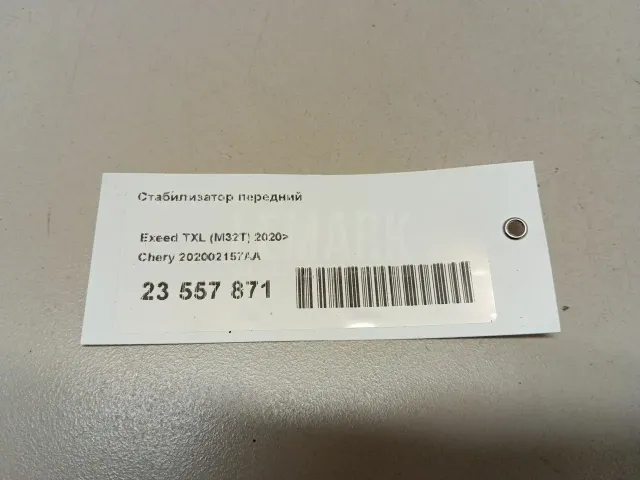 Стабилизатор передний
Exeed TXL (M32T) 2020>
Chery 202002157AA
23 557 871